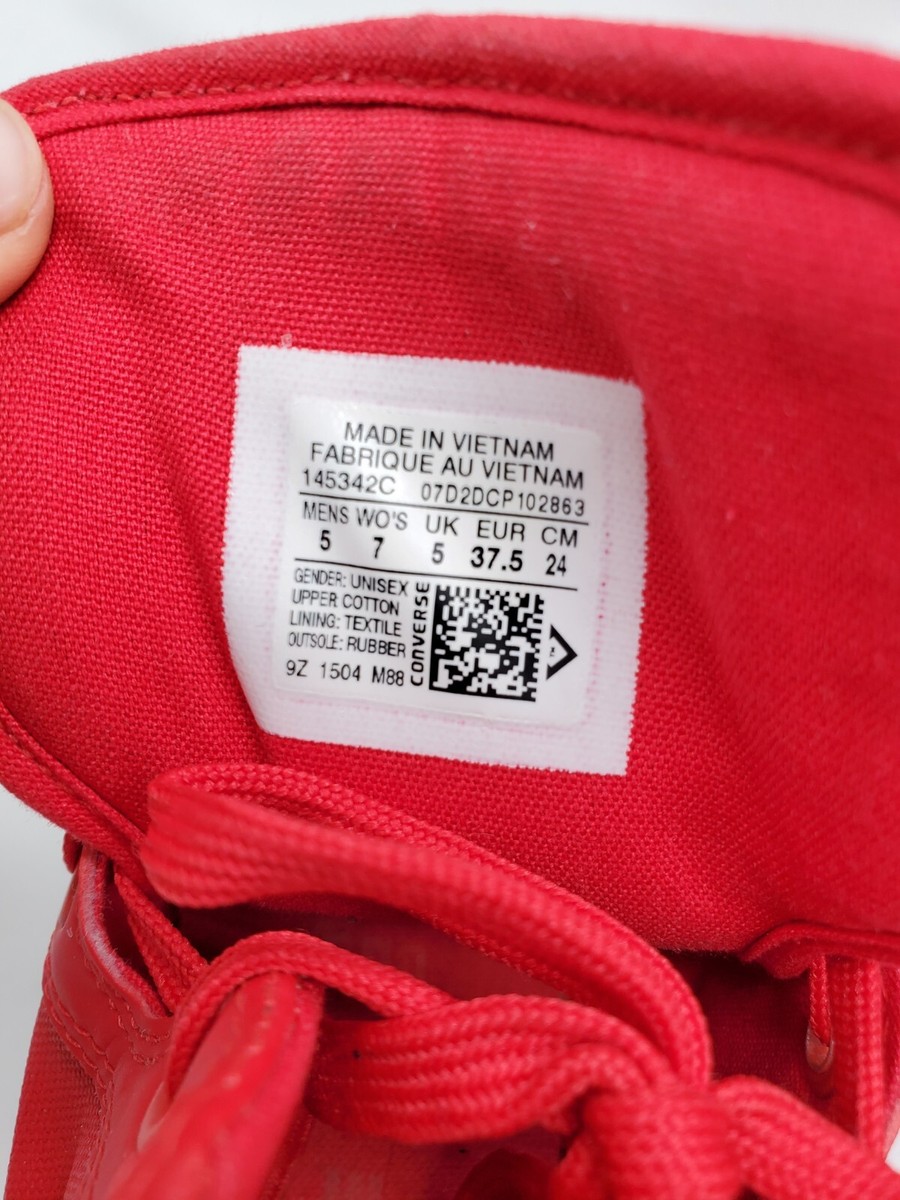 MADE IN VIETNAM
FABRIQUE AU VIETNAM
145342C 07D2DCP102863
MENS WO'S UK EUR CM
5 7 5 37.5 24
GENDER: UNISEX
UPPER COTTON
LINING: TEXTILE
OUTSOLE: RUBBER
9Z 1504 M88
CONVERSE